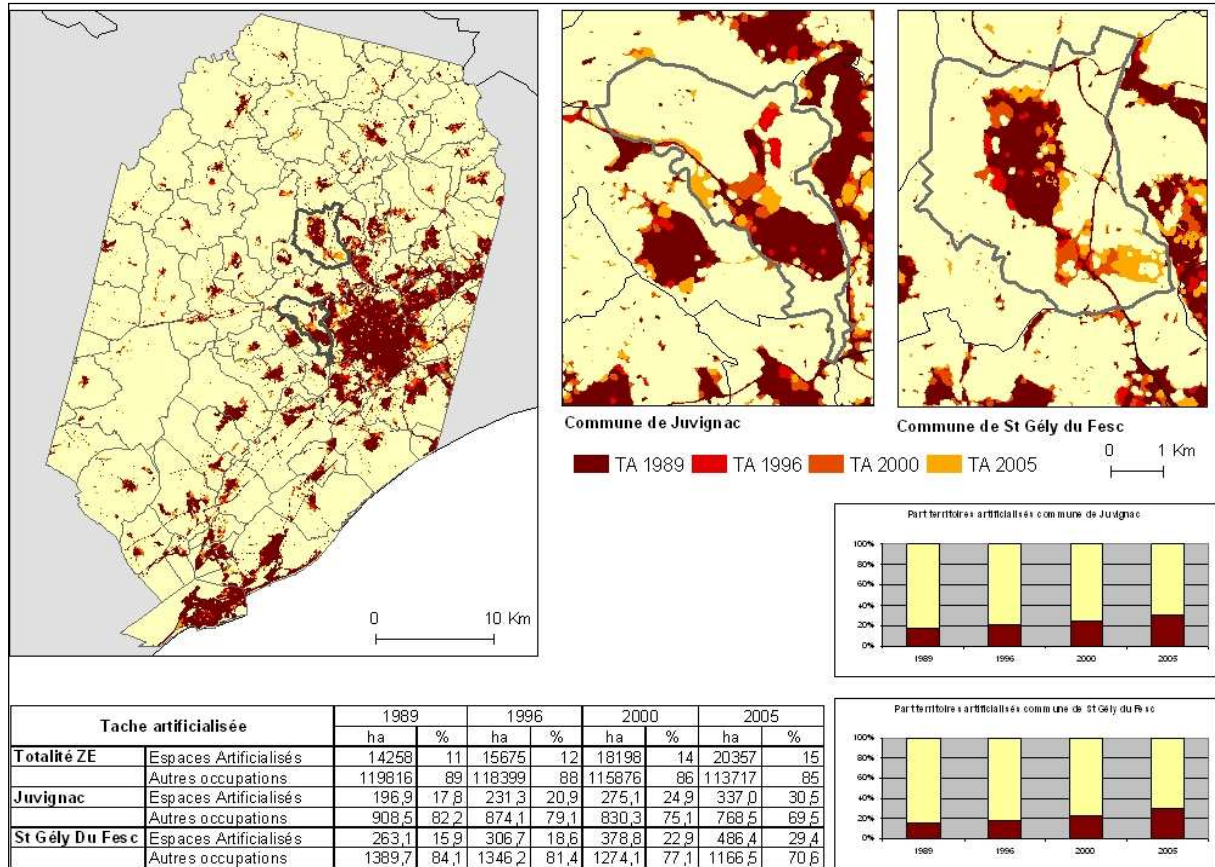 0 10 Km
Commune de Juvignac
Commune de St Gély du Fesc
TA 1989 TA 1996 TA 2000 TA 2005
0 1 Km
Part territoires artificialisés commune de Juvignac
100%
80%
60%
40%
20%
0%
1989 1996 2000 2005
Part territoires artificialisés commune de St Gély du Fesc
100%
80%
60%
40%
20%
0%
1989 1996 2000 2005
Tache artificialisée 1989 1996 2000 2005
ha % ha % ha % ha %
Totalité ZE Espaces Artificialisés 14258 11 15675 12 18198 14 20357 15
Autres occupations 119816 89 118399 88 115876 86 113717 85
Juvignac Espaces Artificialisés 196,9 17,8 231,3 20,9 275,1 24,9 337,0 30,5
Autres occupations 908,5 82,2 874,1 79,1 830,3 75,1 768,5 69,5
St Gély Du Fesc Espaces Artificialisés 263,1 15,9 306,7 18,6 378,8 22,9 486,4 29,4
Autres occupations 1389,7 84,1 1346,2 81,4 1274,1 77,1 1166,5 70,6